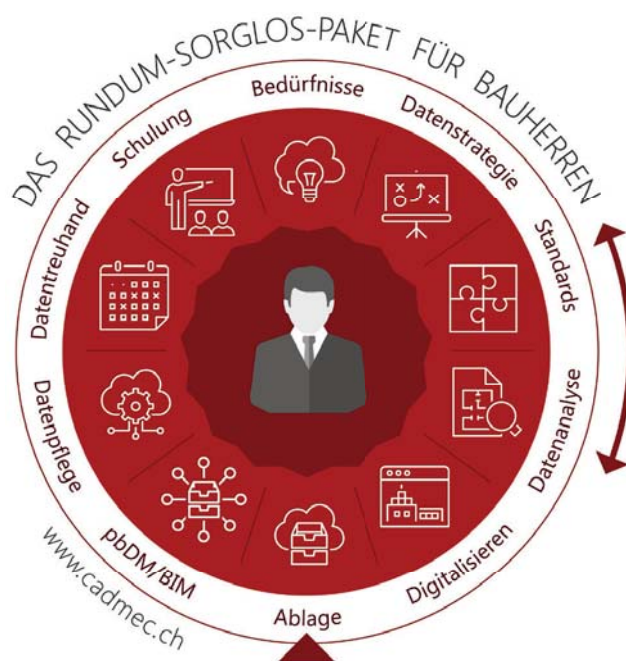 DAS RUNDUM-SORGLOS-PAKET FÜR BAUHERREN
Bedürfnisse
Datenstrategie
Standards
Datenanalyse
Digitalisieren
Ablage
pbDM/BIM
Datenpflege
Datentreuhand
Schulung
www.cadmec.ch